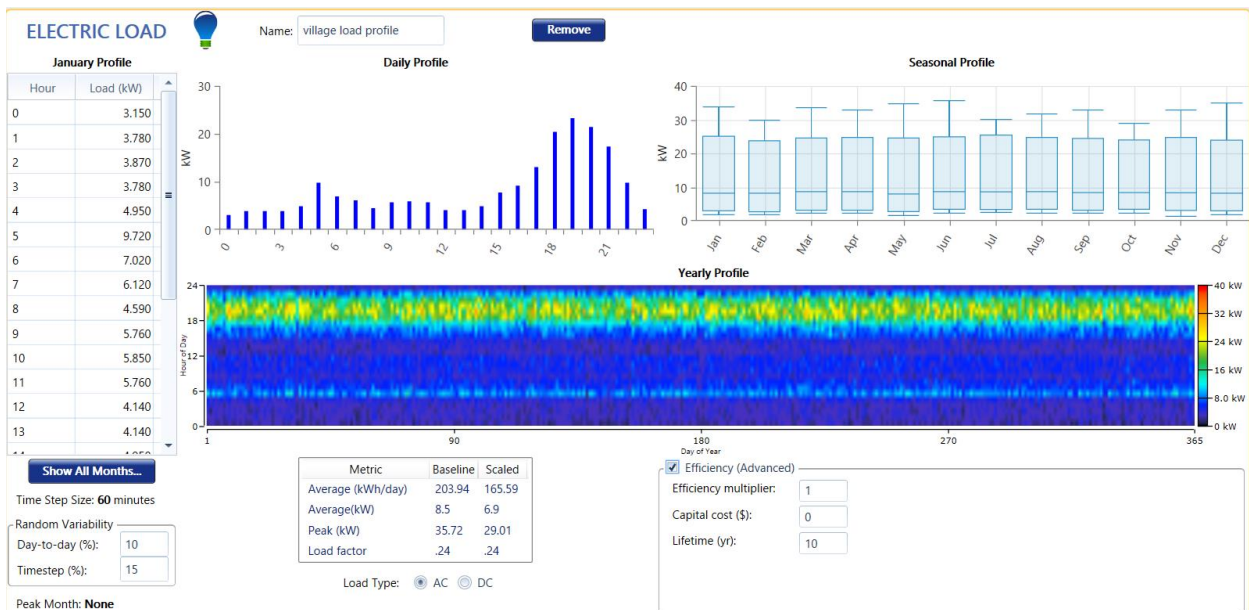 ELECTRIC LOAD
Name: village load profile
Remove
January Profile
Hour Load (kW)
0 3.150
1 3.780
2 3.870
3 3.780
4 4.950
5 9.720
6 7.020
7 6.120
8 4.590
9 5.760
10 5.850
11 5.760
12 4.140
13 4.140
Show All Months...
Time Step Size: 60 minutes
Random Variability
Day-to-day (%): 10
Timestep (%): 15
Peak Month: None
Daily Profile
kW
30
20
10
0
0 3 6 9 12 15 18 21
Seasonal Profile
kW
40
30
20
10
0
Jan Feb Mar Apr May Jun Jul Aug Sep Oct Nov Dec
Yearly Profile
Hour of Day
24
18
12
6
0
1 90 180 270 365
Day of Year
40 kW
32 kW
24 kW
16 kW
8.0 kW
0 kW
Metric Baseline Scaled
Average (kWh/day) 203.94 165.59
Average(kW) 8.5 6.9
Peak (kW) 35.72 29.01
Load factor .24 .24
Load Type: AC DC
Efficiency (Advanced)
Efficiency multiplier: 1
Capital cost ($): 0
Lifetime (yr): 10